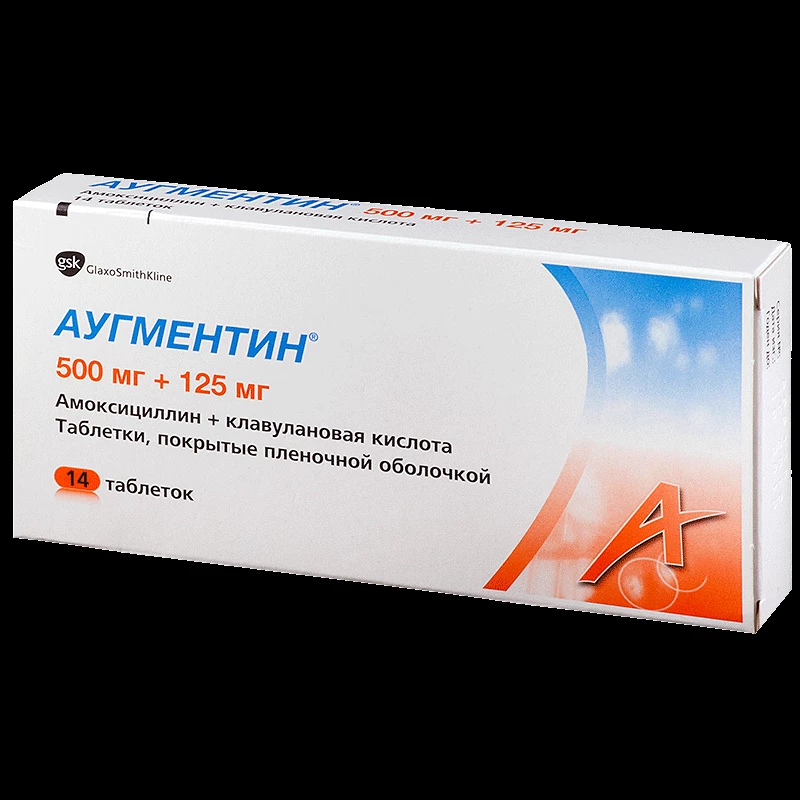 АУГМЕНТИН® 500 мг + 125 мг
Амоксициллин + клавулановая кислота
14 таблеток
gsk GlaxoSmithKline
АУГМЕНТИН®
500 мг + 125 мг
Амоксициллин + клавулановая кислота
Таблетки, покрытые пленочной оболочкой
14 таблеток
A